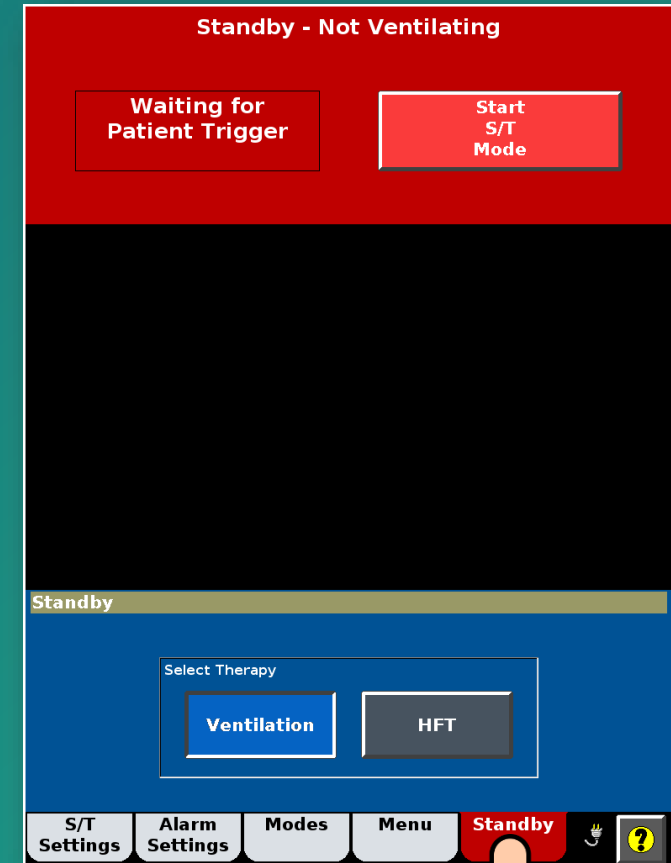 Standby - Not Ventilating
Waiting for
Patient Trigger
Start
S/T
Mode
Standby
Select Therapy
Ventilation
HFT
S/T
Settings
Alarm
Settings
Modes
Menu
Standby
?